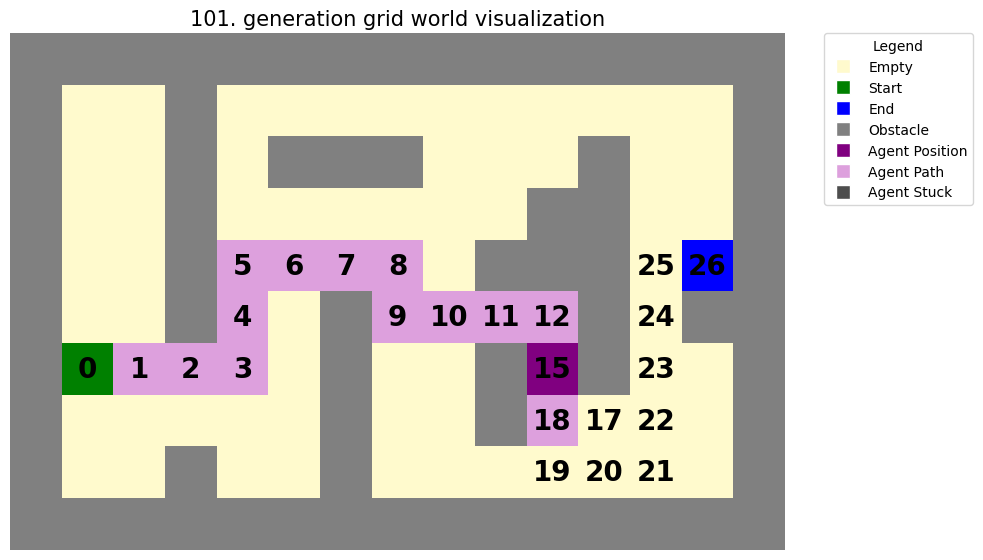 101. generation grid world visualization
Legend
Empty
Start
End
Obstacle
Agent Position
Agent Path
Agent Stuck
5 6 7 8 25 26
4 9 10 11 12 24
0 1 2 3 15 23
18 17 22
19 20 21